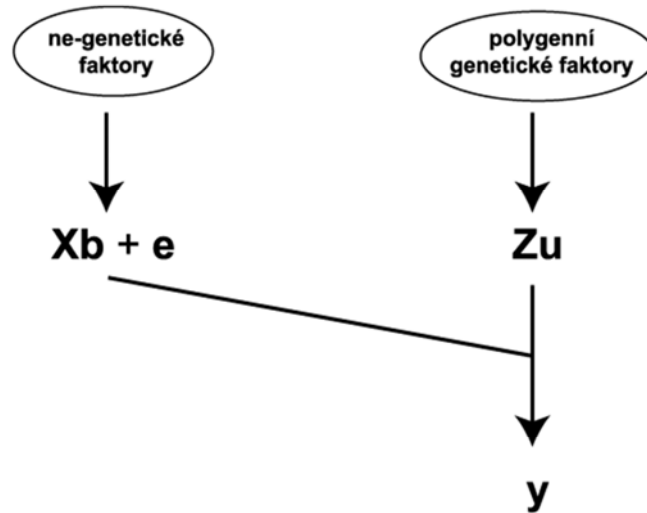 ne-genetické
faktory
polygenní
genetické faktory
Xb + e
Zu
y